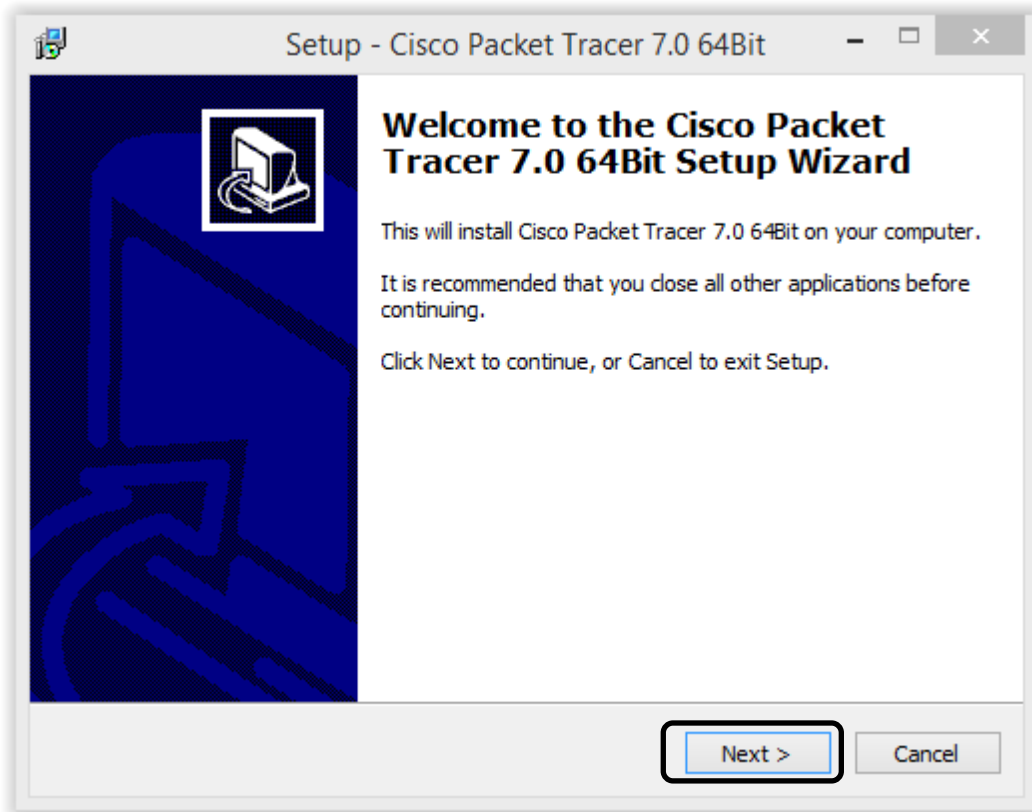 Setup - Cisco Packet Tracer 7.0 64Bit
Welcome to the Cisco Packet
Tracer 7.0 64Bit Setup Wizard
This will install Cisco Packet Tracer 7.0 64Bit on your computer.
It is recommended that you close all other applications before
continuing.
Click Next to continue, or Cancel to exit Setup.
Next >
Cancel